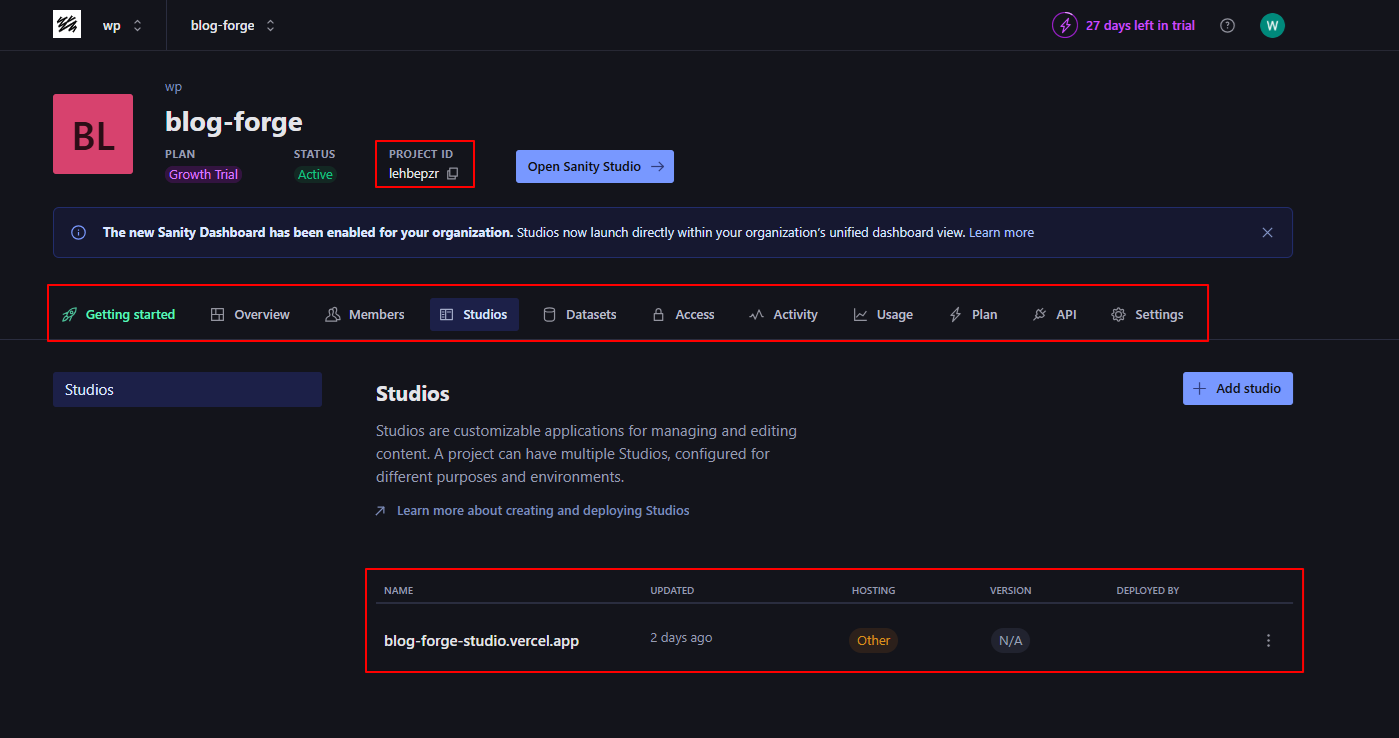 wp blog-forge 27 days left in trial W
wp
BL
blog-forge
PLAN STATUS PROJECT ID
Growth Trial Active lehbepzr
Open Sanity Studio
The new Sanity Dashboard has been enabled for your organization. Studios now launch directly within your organization's unified dashboard view. Learn more
Getting started Overview Members Studios Datasets Access Activity Usage Plan API Settings
Studios
Studios
Add studio
Studios are customizable applications for managing and editing
content. A project can have multiple Studios, configured for
different purposes and environments.
Learn more about creating and deploying Studios
NAME UPDATED HOSTING VERSION DEPLOYED BY
blog-forge-studio.vercel.app 2 days ago Other N/A